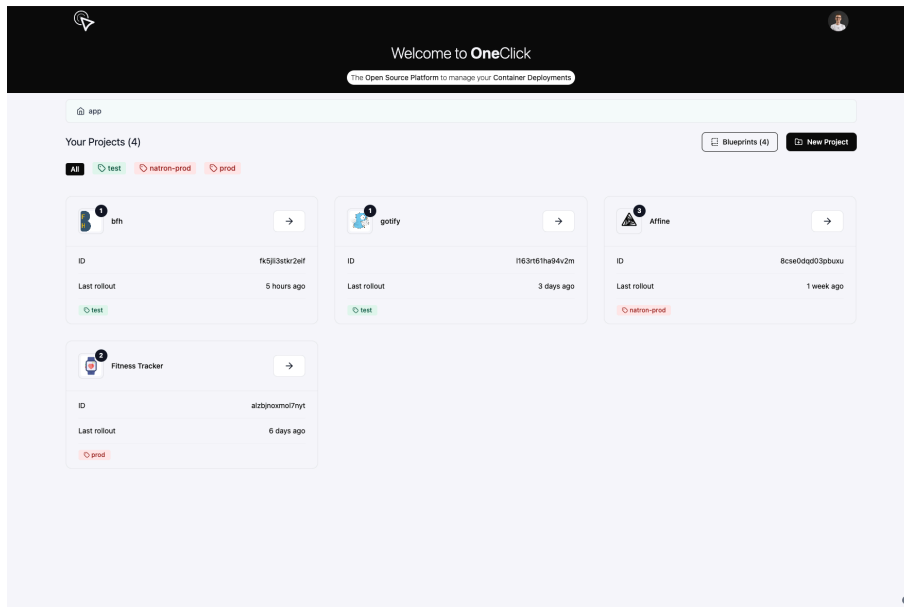 Welcome to OneClick
The Open Source Platform to manage your Container Deployments
app
Your Projects (4)
Blueprints (4)
New Project
All
test
natron-prod
prod
1
bfh
ID
fk5jli3stkr2eif
Last rollout
5 hours ago
test
1
gotify
ID
l163rt61ha94v2m
Last rollout
3 days ago
test
3
Affine
ID
8cse0dqd03pbuxu
Last rollout
1 week ago
natron-prod
2
Fitness Tracker
ID
alzbjnoxmol7nyt
Last rollout
6 days ago
prod